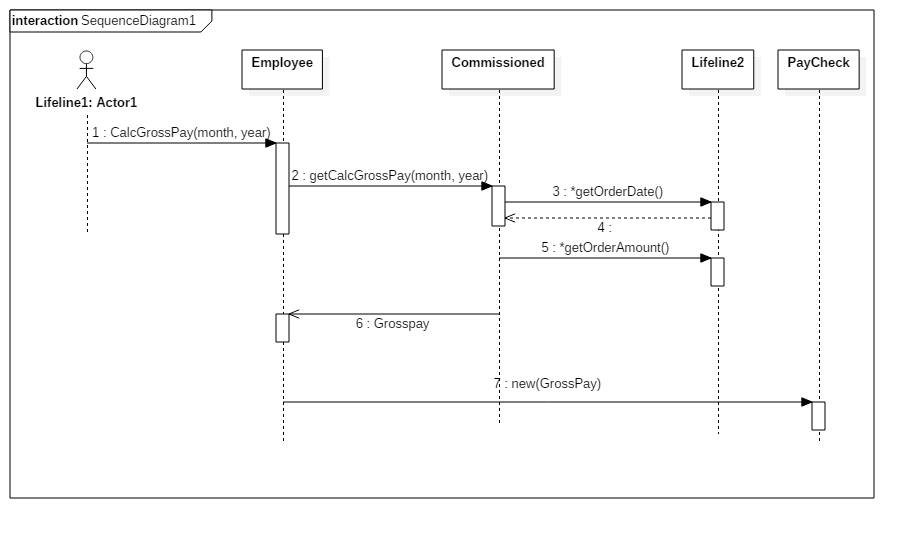 interaction SequenceDiagram1
Lifeline1: Actor1
Employee
Commissioned
Lifeline2
PayCheck
1 : CalcGrossPay(month, year)
2 : getCalcGrossPay(month, year)
3 : *getOrderDate()
4 :
5 : *getOrderAmount()
6 : Grosspay
7 : new(GrossPay)